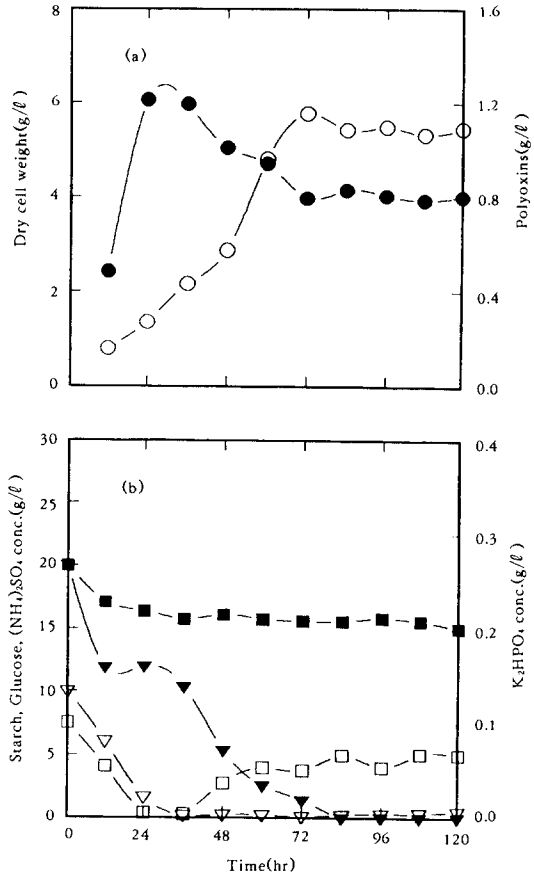 (a)
Dry cell weight(g/ℓ)
8
6
4
2
0
Polyoxins(g/ℓ)
1.6
1.2
0.8
0.4
0.0
(b)
Starch, Glucose, (NH₄)₂SO₄ conc.(g/ℓ)
30
25
20
15
10
5
0
K₂HPO₄ conc.(g/ℓ)
0.4
0.3
0.2
0.1
0.0
0 24 48 72 96 120
Time(hr)